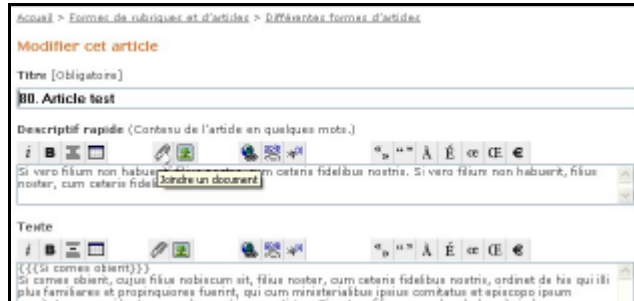 Accueil > Formes de rubriques et d'articles > Différentes formes d'articles
Modifier cet article
Titre [Obligatoire]
80. Article test
Descriptif rapide (Contenu de l'article en quelques mots.)
i B À É œ Œ €
Si vero filium non habuerit, filius noster, cum ceteris fidelibus nostris. Si vero filium non habuerit, filius
Joindre un document
noster, cum ceteris
Texte
i B À É œ Œ €
{{{Si comes obierit}}}
Si comes obierit, cujus filius nobiscum sit, filius noster, cum ceteris fidelibus nostris, ordinet de his qui illi
plus familiares et propinquiores fuerint, qui cum ministerialibus ipsius comitatus et episcopo ipsium